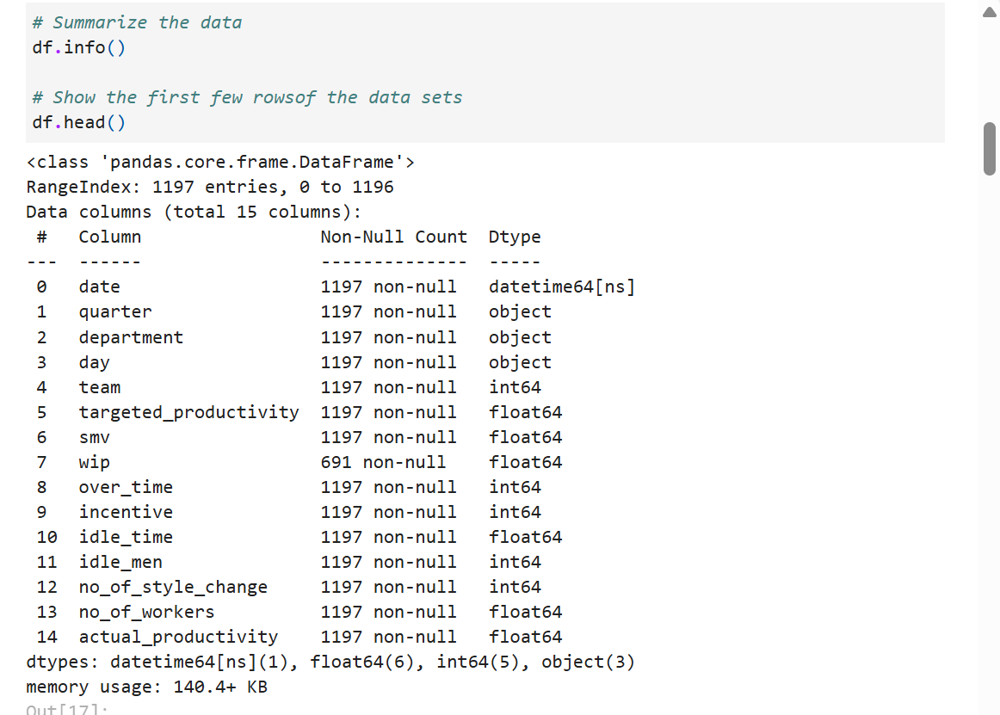 # Summarize the data
df.info()
# Show the first few rowsof the data sets
df.head()
<class 'pandas.core.frame.DataFrame'>
RangeIndex: 1197 entries, 0 to 1196
Data columns (total 15 columns):
 #   Column                 Non-Null Count  Dtype
---  ------                 --------------  -----
 0   date                   1197 non-null   datetime64[ns]
 1   quarter                1197 non-null   object
 2   department             1197 non-null   object
 3   day                    1197 non-null   object
 4   team                   1197 non-null   int64
 5   targeted_productivity  1197 non-null   float64
 6   smv                    1197 non-null   float64
 7   wip                    691 non-null    float64
 8   over_time              1197 non-null   int64
 9   incentive              1197 non-null   int64
 10  idle_time              1197 non-null   float64
 11  idle_men               1197 non-null   int64
 12  no_of_style_change     1197 non-null   int64
 13  no_of_workers          1197 non-null   float64
 14  actual_productivity    1197 non-null   float64
dtypes: datetime64[ns](1), float64(6), int64(5), object(3)
memory usage: 140.4+ KB
Out[17]: